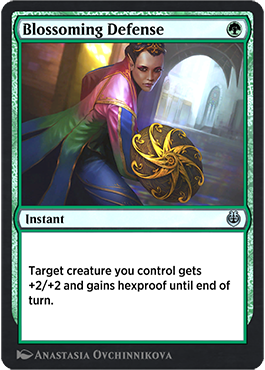 Blossoming Defense
Instant
Target creature you control gets
+2/+2 and gains hexproof until end of
turn.
Anastasia Ovchinnikova